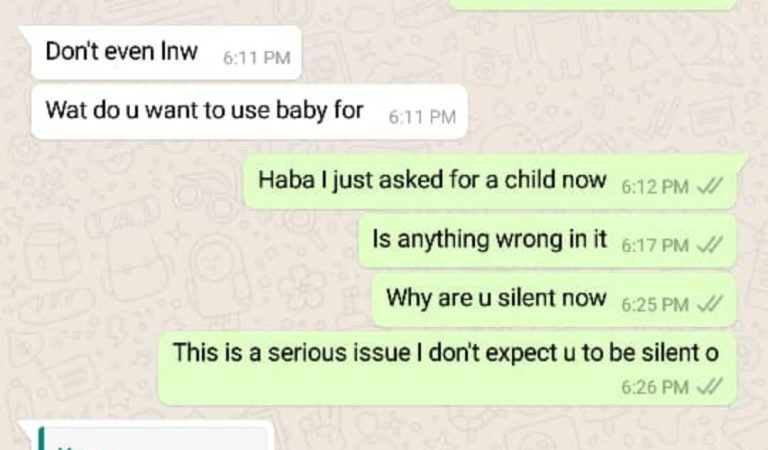 Don't even lnw 6:11 PM
Wat do u want to use baby for 6:11 PM
Haba I just asked for a child now 6:12 PM
Is anything wrong in it 6:17 PM
Why are u silent now 6:25 PM
This is a serious issue I don't expect u to be silent o
6:26 PM